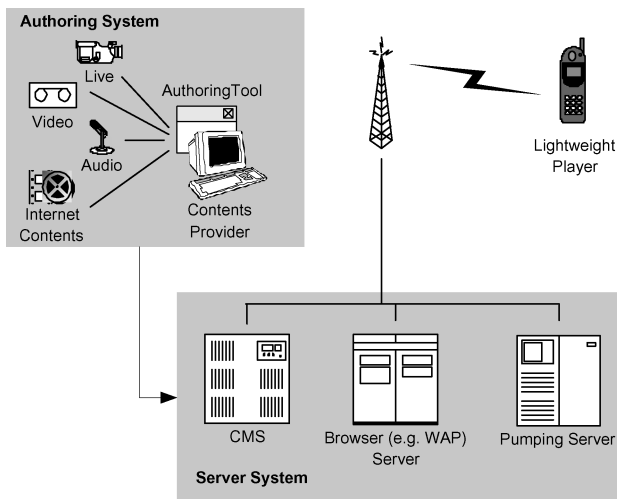 Authoring System
Live
AuthoringTool
Video
Audio
Internet
Contents
Contents
Provider
Lightweight
Player
CMS
Browser (e.g. WAP)
Server
Pumping Server
Server System